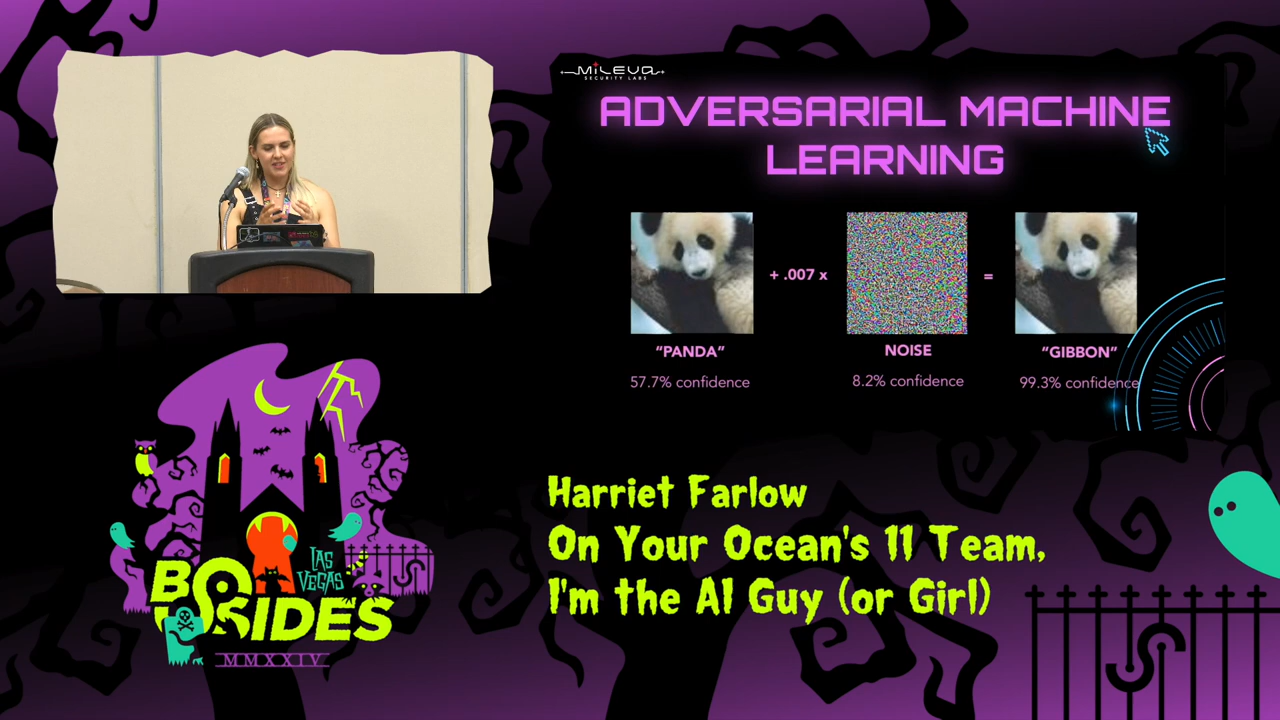 MILEVA
SECURITY LABS
ADVERSARIAL MACHINE
LEARNING
+ .007 x
=
“PANDA”
NOISE
“GIBBON”
57.7% confidence
8.2% confidence
99.3% confidence
Harriet Farlow
On Your Ocean's 11 Team,
I'm the AI Guy (or Girl)
LAS
VEGAS
BSIDES
MMXXIV